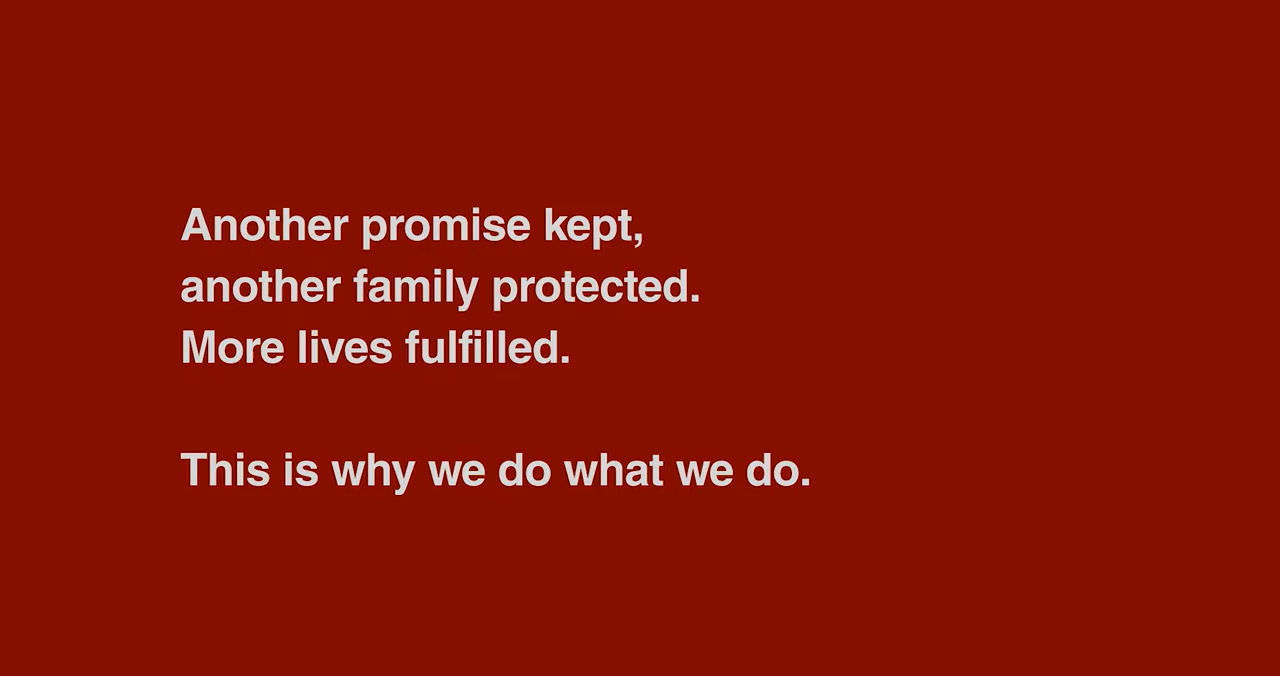 Another promise kept,
another family protected.
More lives fulfilled.
This is why we do what we do.